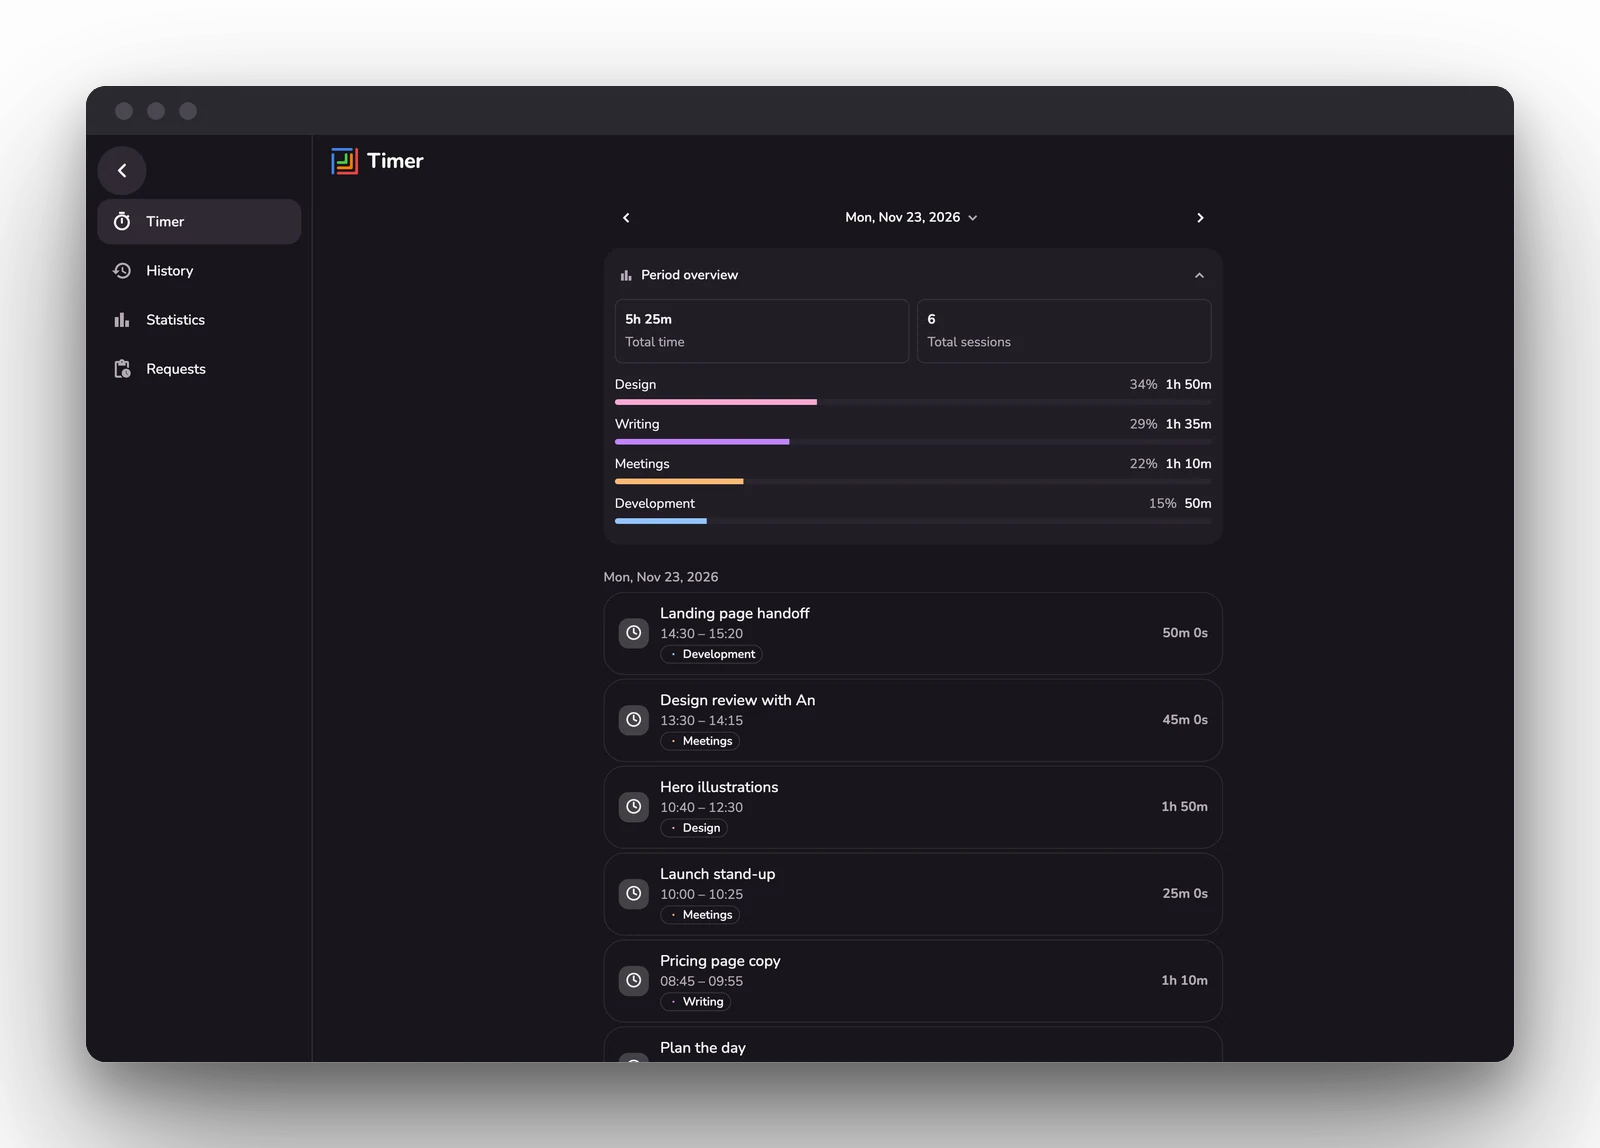 Timer
Timer
History
Statistics
Requests
Mon, Nov 23, 2026
Period overview
5h 25m
Total time
6
Total sessions
Design 34% 1h 50m
Writing 29% 1h 35m
Meetings 22% 1h 10m
Development 15% 50m
Mon, Nov 23, 2026
Landing page handoff
14:30 – 15:20
50m 0s
Development
Design review with An
13:30 – 14:15
45m 0s
Meetings
Hero illustrations
10:40 – 12:30
1h 50m
Design
Launch stand-up
10:00 – 10:25
25m 0s
Meetings
Pricing page copy
08:45 – 09:55
1h 10m
Writing
Plan the day